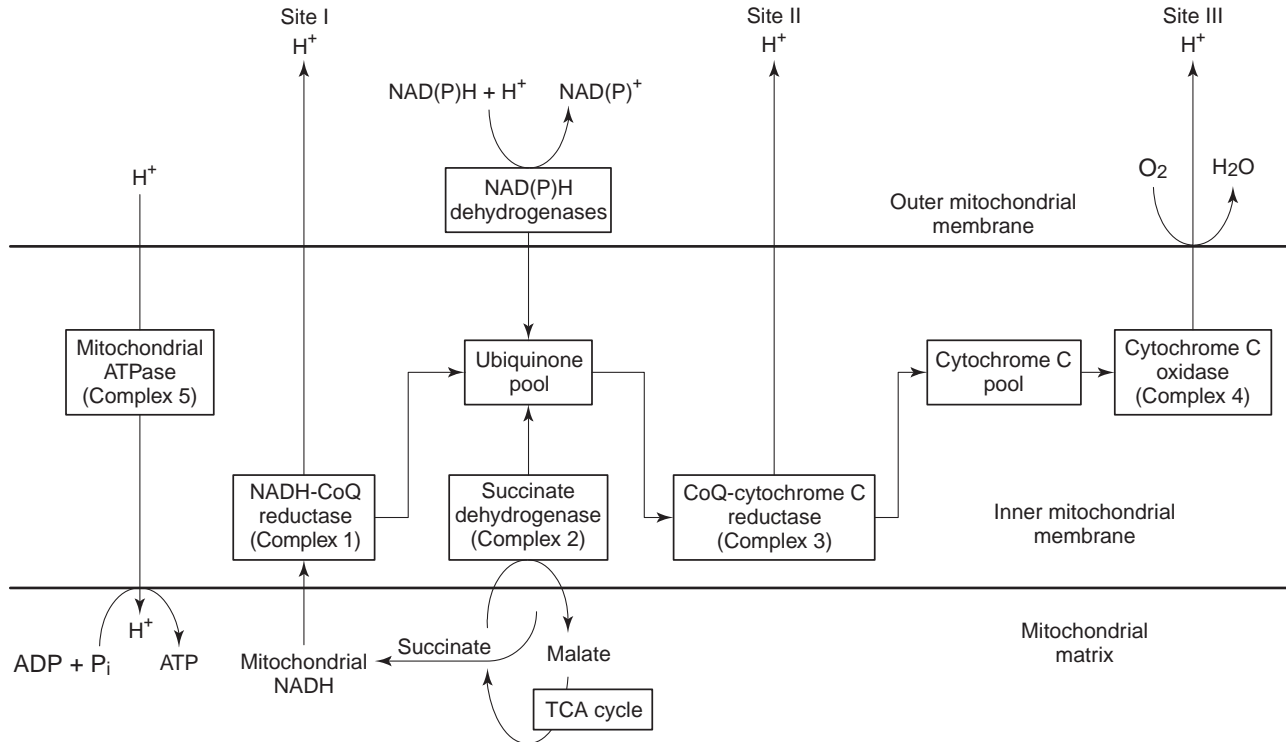 Site I
H+
Site II
H+
Site III
H+
NAD(P)H + H+
NAD(P)+
H+
NAD(P)H
dehydrogenases
O2
H2O
Outer mitochondrial
membrane
Mitochondrial
ATPase
(Complex 5)
Ubiquinone
pool
Cytochrome C
pool
Cytochrome C
oxidase
(Complex 4)
NADH-CoQ
reductase
(Complex 1)
Succinate
dehydrogenase
(Complex 2)
CoQ-cytochrome C
reductase
(Complex 3)
Inner mitochondrial
membrane
H+
ADP + Pi
ATP
Mitochondrial
NADH
Succinate
Malate
Mitochondrial
matrix
TCA cycle